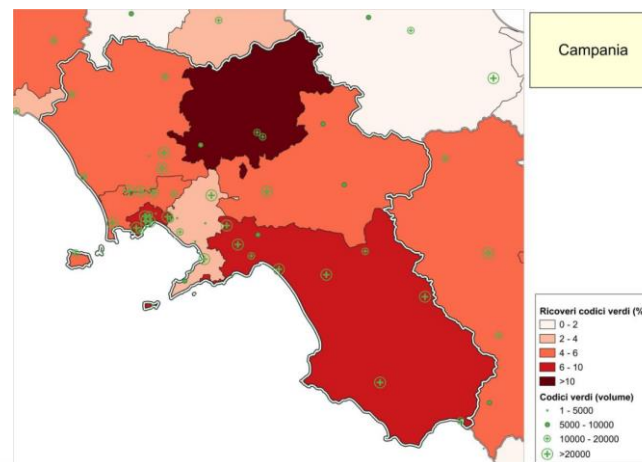 Campania
Ricoveri codici verdi (%
0 - 2
2 - 4
4 - 6
6 - 10
>10
Codici verdi (volume)
1 - 5000
5000 - 10000
10000 - 20000
>20000